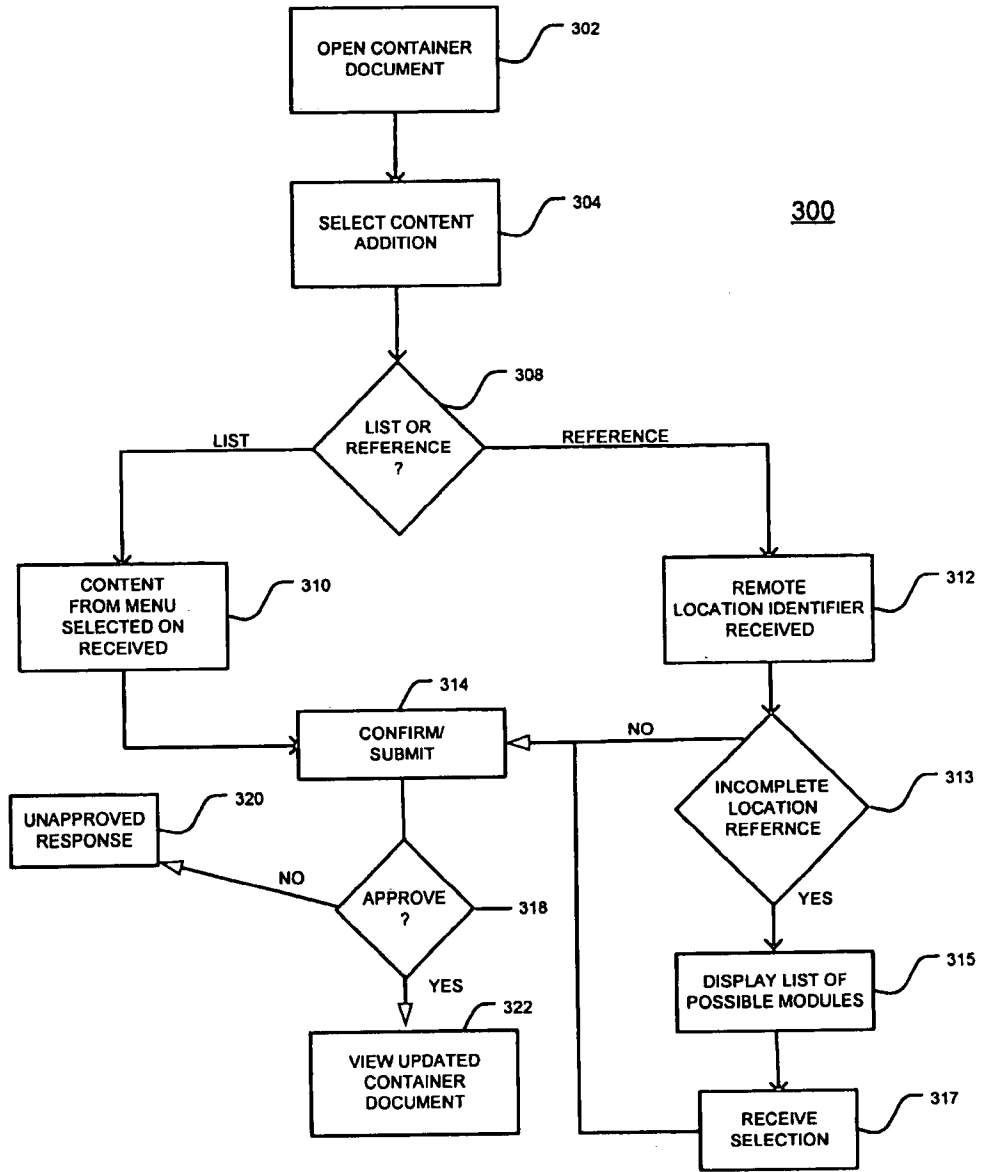 OPEN CONTAINER
DOCUMENT
302
SELECT CONTENT
ADDITION
304
300
LIST OR
REFERENCE
?
308
LIST
REFERENCE
CONTENT
FROM MENU
SELECTED ON
RECEIVED
310
REMOTE
LOCATION IDENTIFIER
RECEIVED
312
CONFIRM/
SUBMIT
314
NO
INCOMPLETE
LOCATION
REFERNCE
313
UNAPPROVED
RESPONSE
320
NO
APPROVE
?
318
YES
YES
DISPLAY LIST OF
POSSIBLE MODULES
315
VIEW UPDATED
CONTAINER
DOCUMENT
322
RECEIVE
SELECTION
317